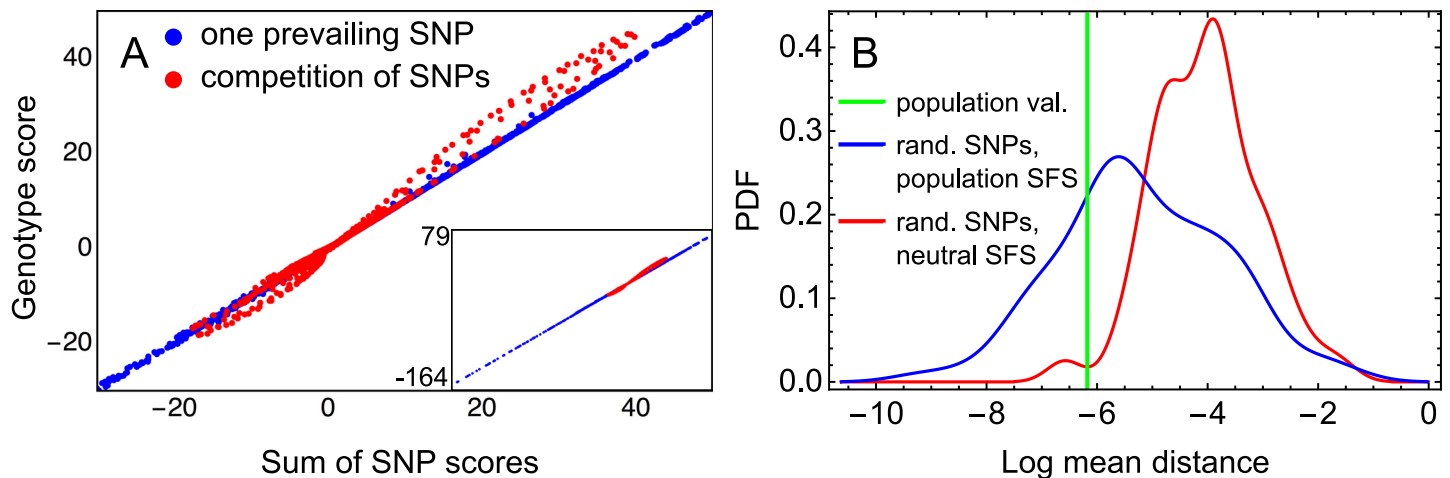 A
one prevailing SNP
competition of SNPs
40
20
0
−20
Genotype score
−20
0
20
40
Sum of SNP scores
79
-164
B
population val.
rand. SNPs,
population SFS
rand. SNPs,
neutral SFS
0.4
0.3
0.2
0.1
0.0
PDF
−10
−8
−6
−4
−2
0
Log mean distance